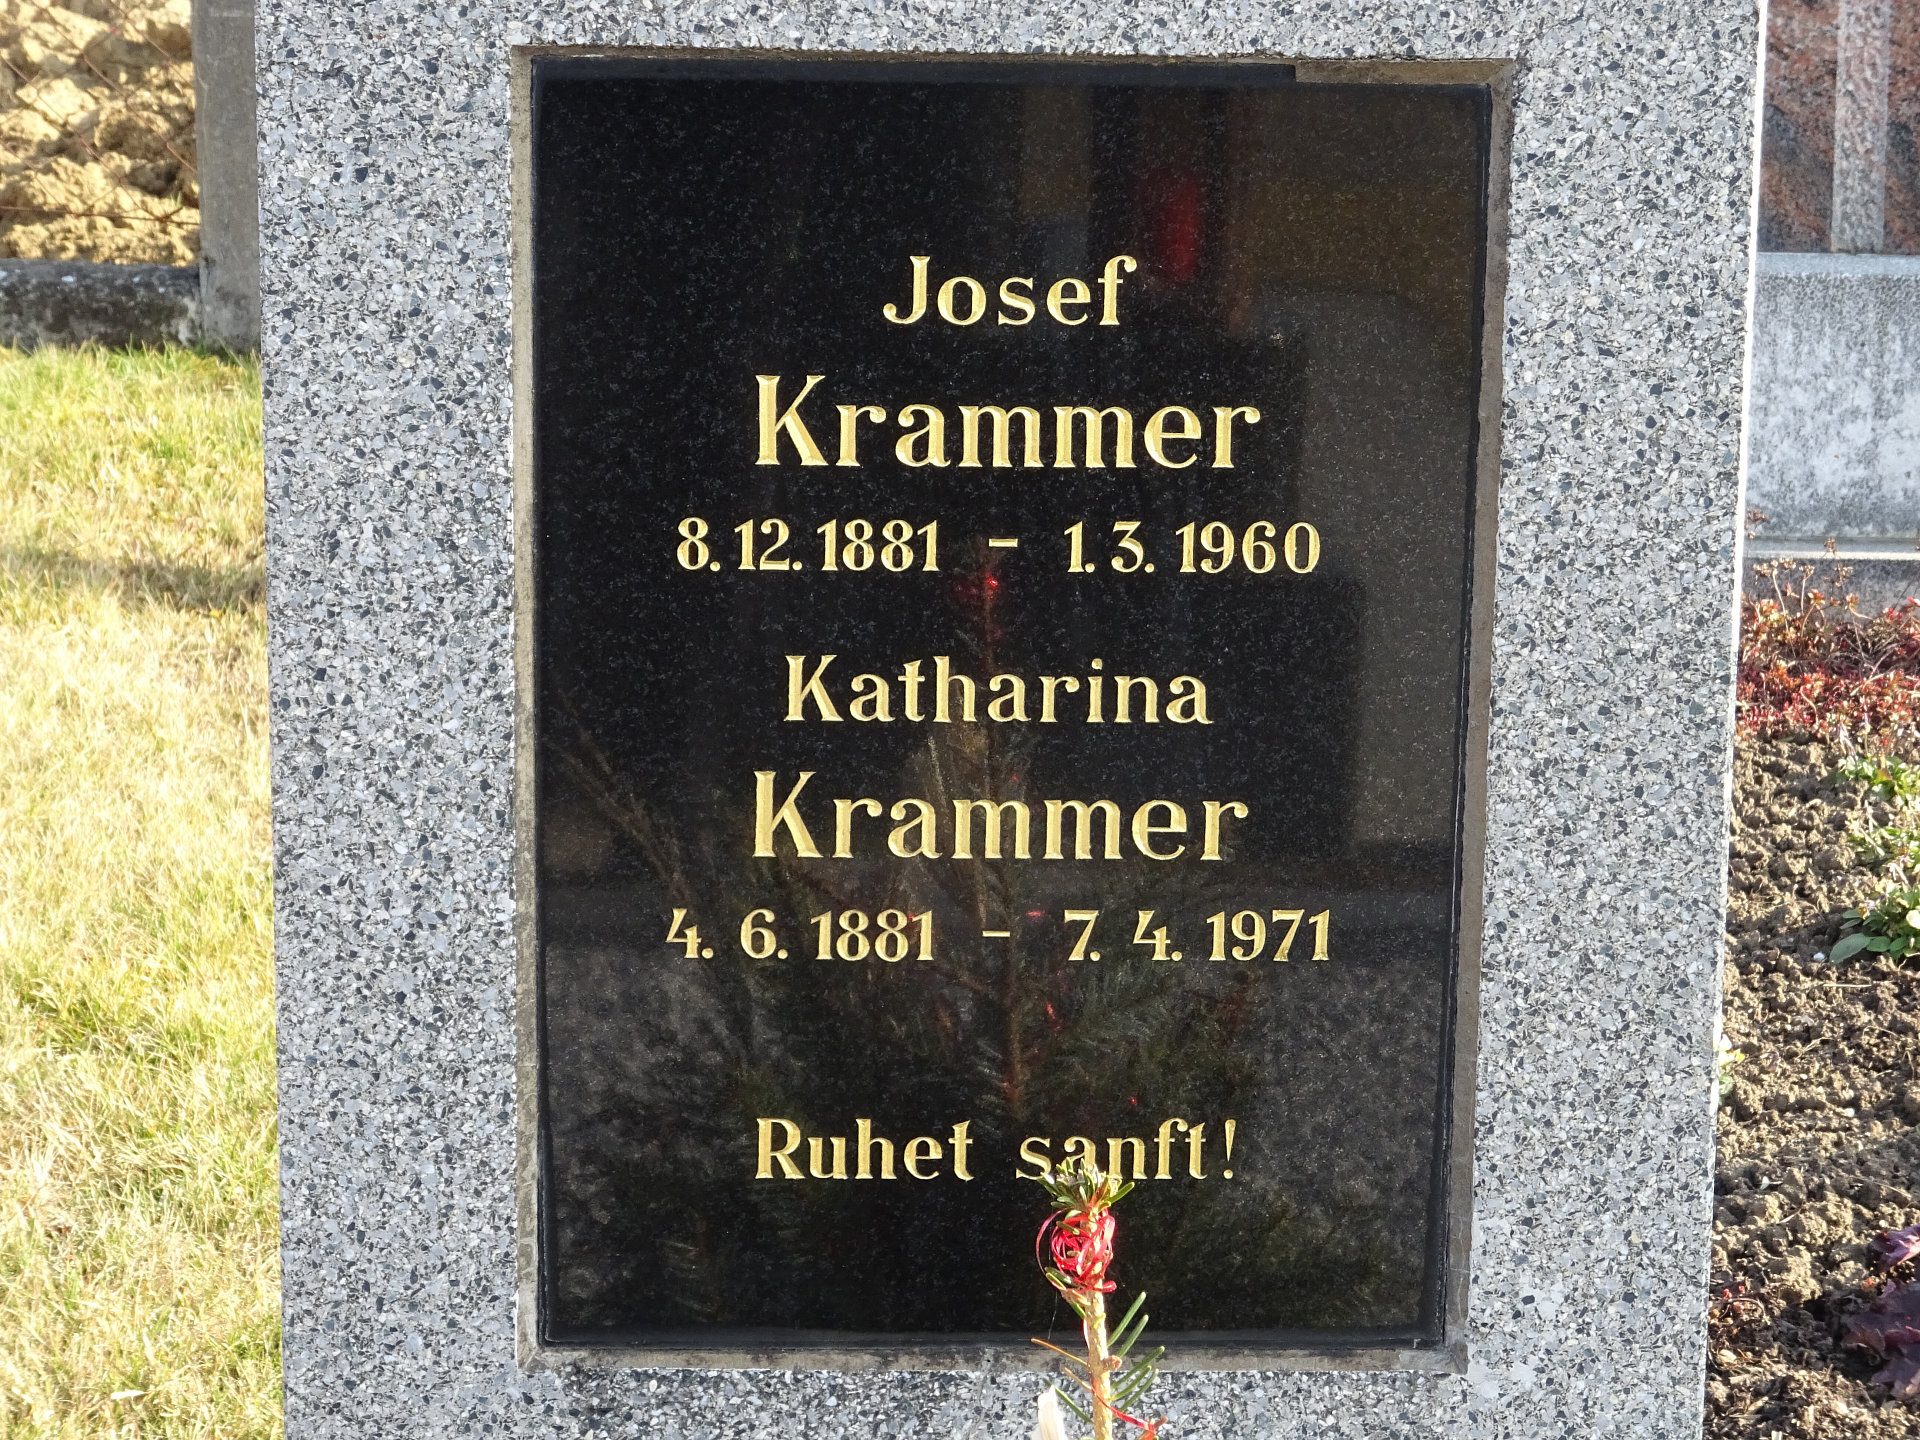 Josef
Krammer
8. 12. 1881 - 1. 3. 1960
Katharina
Krammer
4. 6. 1881 - 7. 4. 1971
Ruhet sanft!